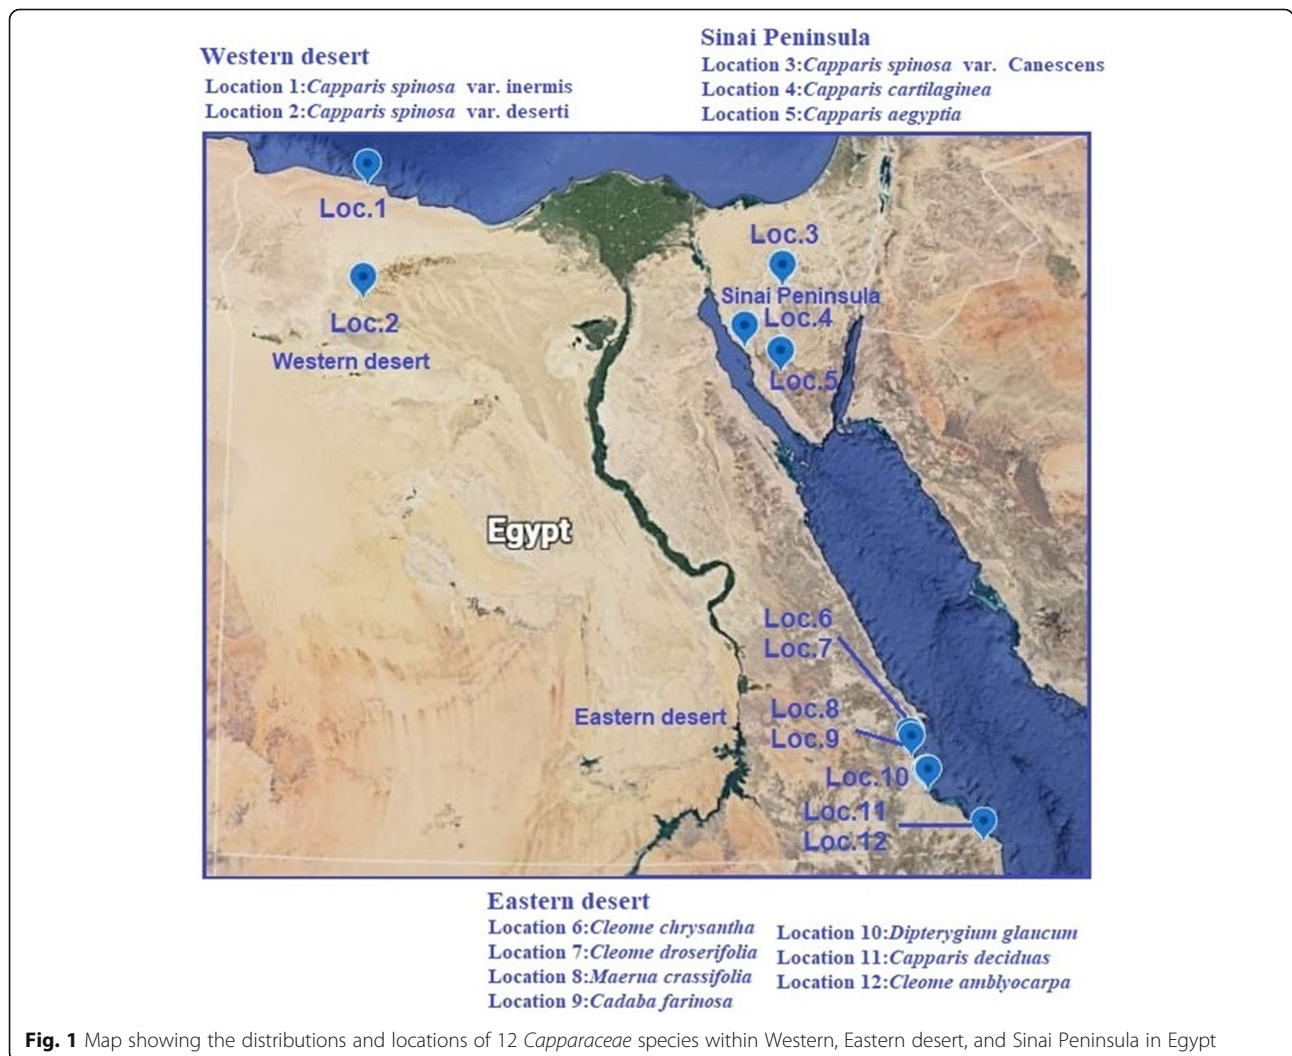 Western desert
Location 1:Capparis spinosa var. inermis
Location 2:Capparis spinosa var. deserti
Sinai Peninsula
Location 3:Capparis spinosa var. Canescens
Location 4:Capparis cartilaginea
Location 5:Capparis aegyptia
Loc.1
Loc.2
Western desert
Loc.3
Sinai Peninsula
Loc.4
Loc.5
Egypt
Loc.6
Loc.7
Eastern desert
Loc.8
Loc.9
Loc.10
Loc.11
Loc.12
Eastern desert
Location 6:Cleome chrysantha
Location 7:Cleome droserifolia
Location 8:Maerua crassifolia
Location 9:Cadaba farinosa
Location 10:Dipterygium glaucum
Location 11:Capparis deciduas
Location 12:Cleome amblyocarpa
Fig. 1 Map showing the distributions and locations of 12 Capparaceae species within Western, Eastern desert, and Sinai Peninsula in Egypt